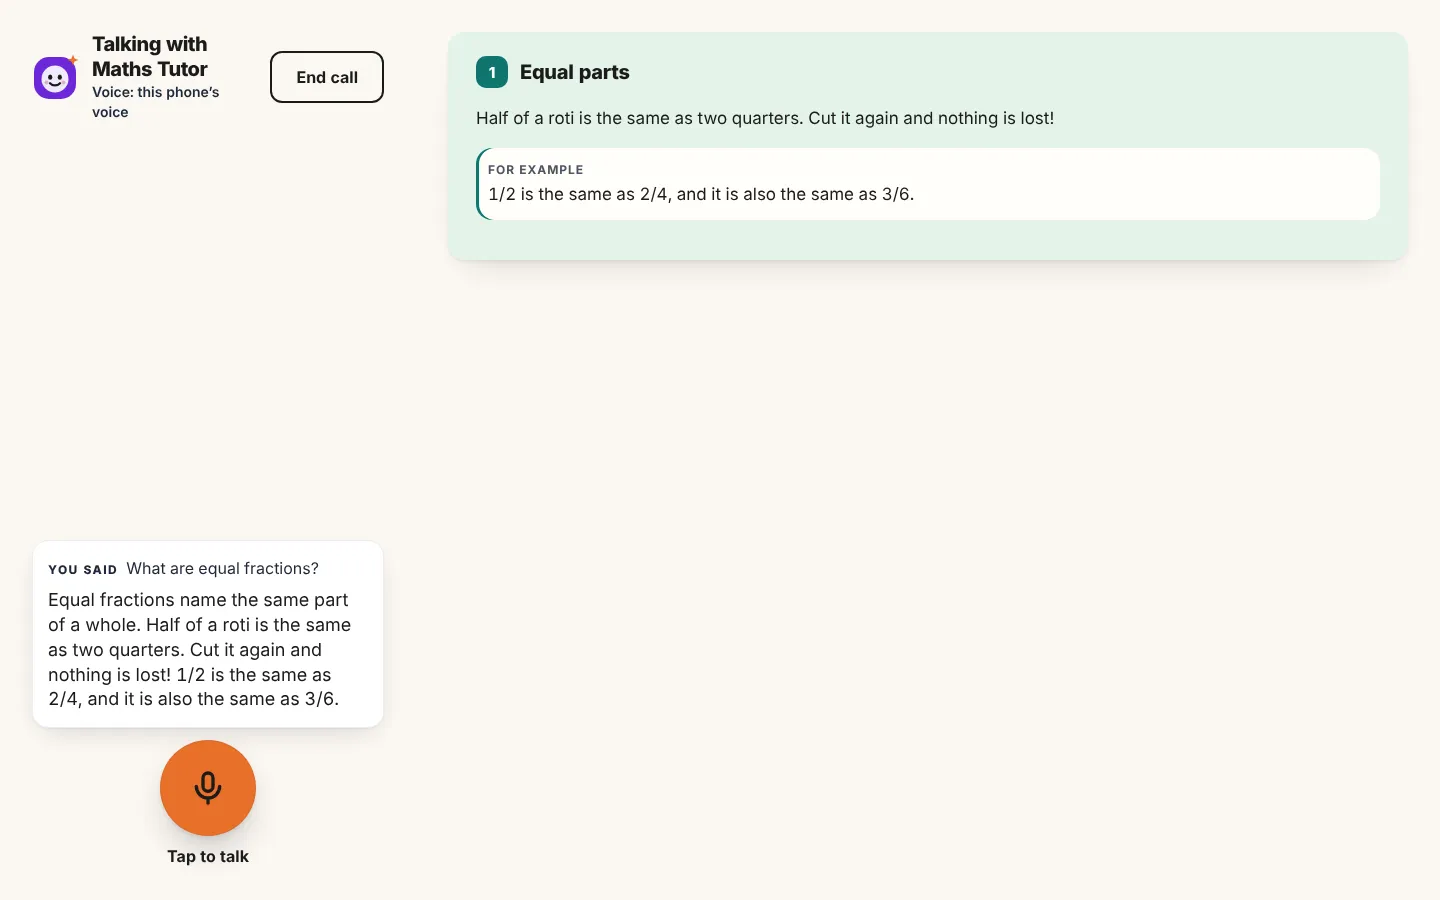 Talking with
Maths Tutor
Voice: this phone’s
voice
End call
1 Equal parts
Half of a roti is the same as two quarters. Cut it again and nothing is lost!
FOR EXAMPLE
1/2 is the same as 2/4, and it is also the same as 3/6.
YOU SAID What are equal fractions?
Equal fractions name the same part
of a whole. Half of a roti is the same
as two quarters. Cut it again and
nothing is lost! 1/2 is the same as
2/4, and it is also the same as 3/6.
Tap to talk